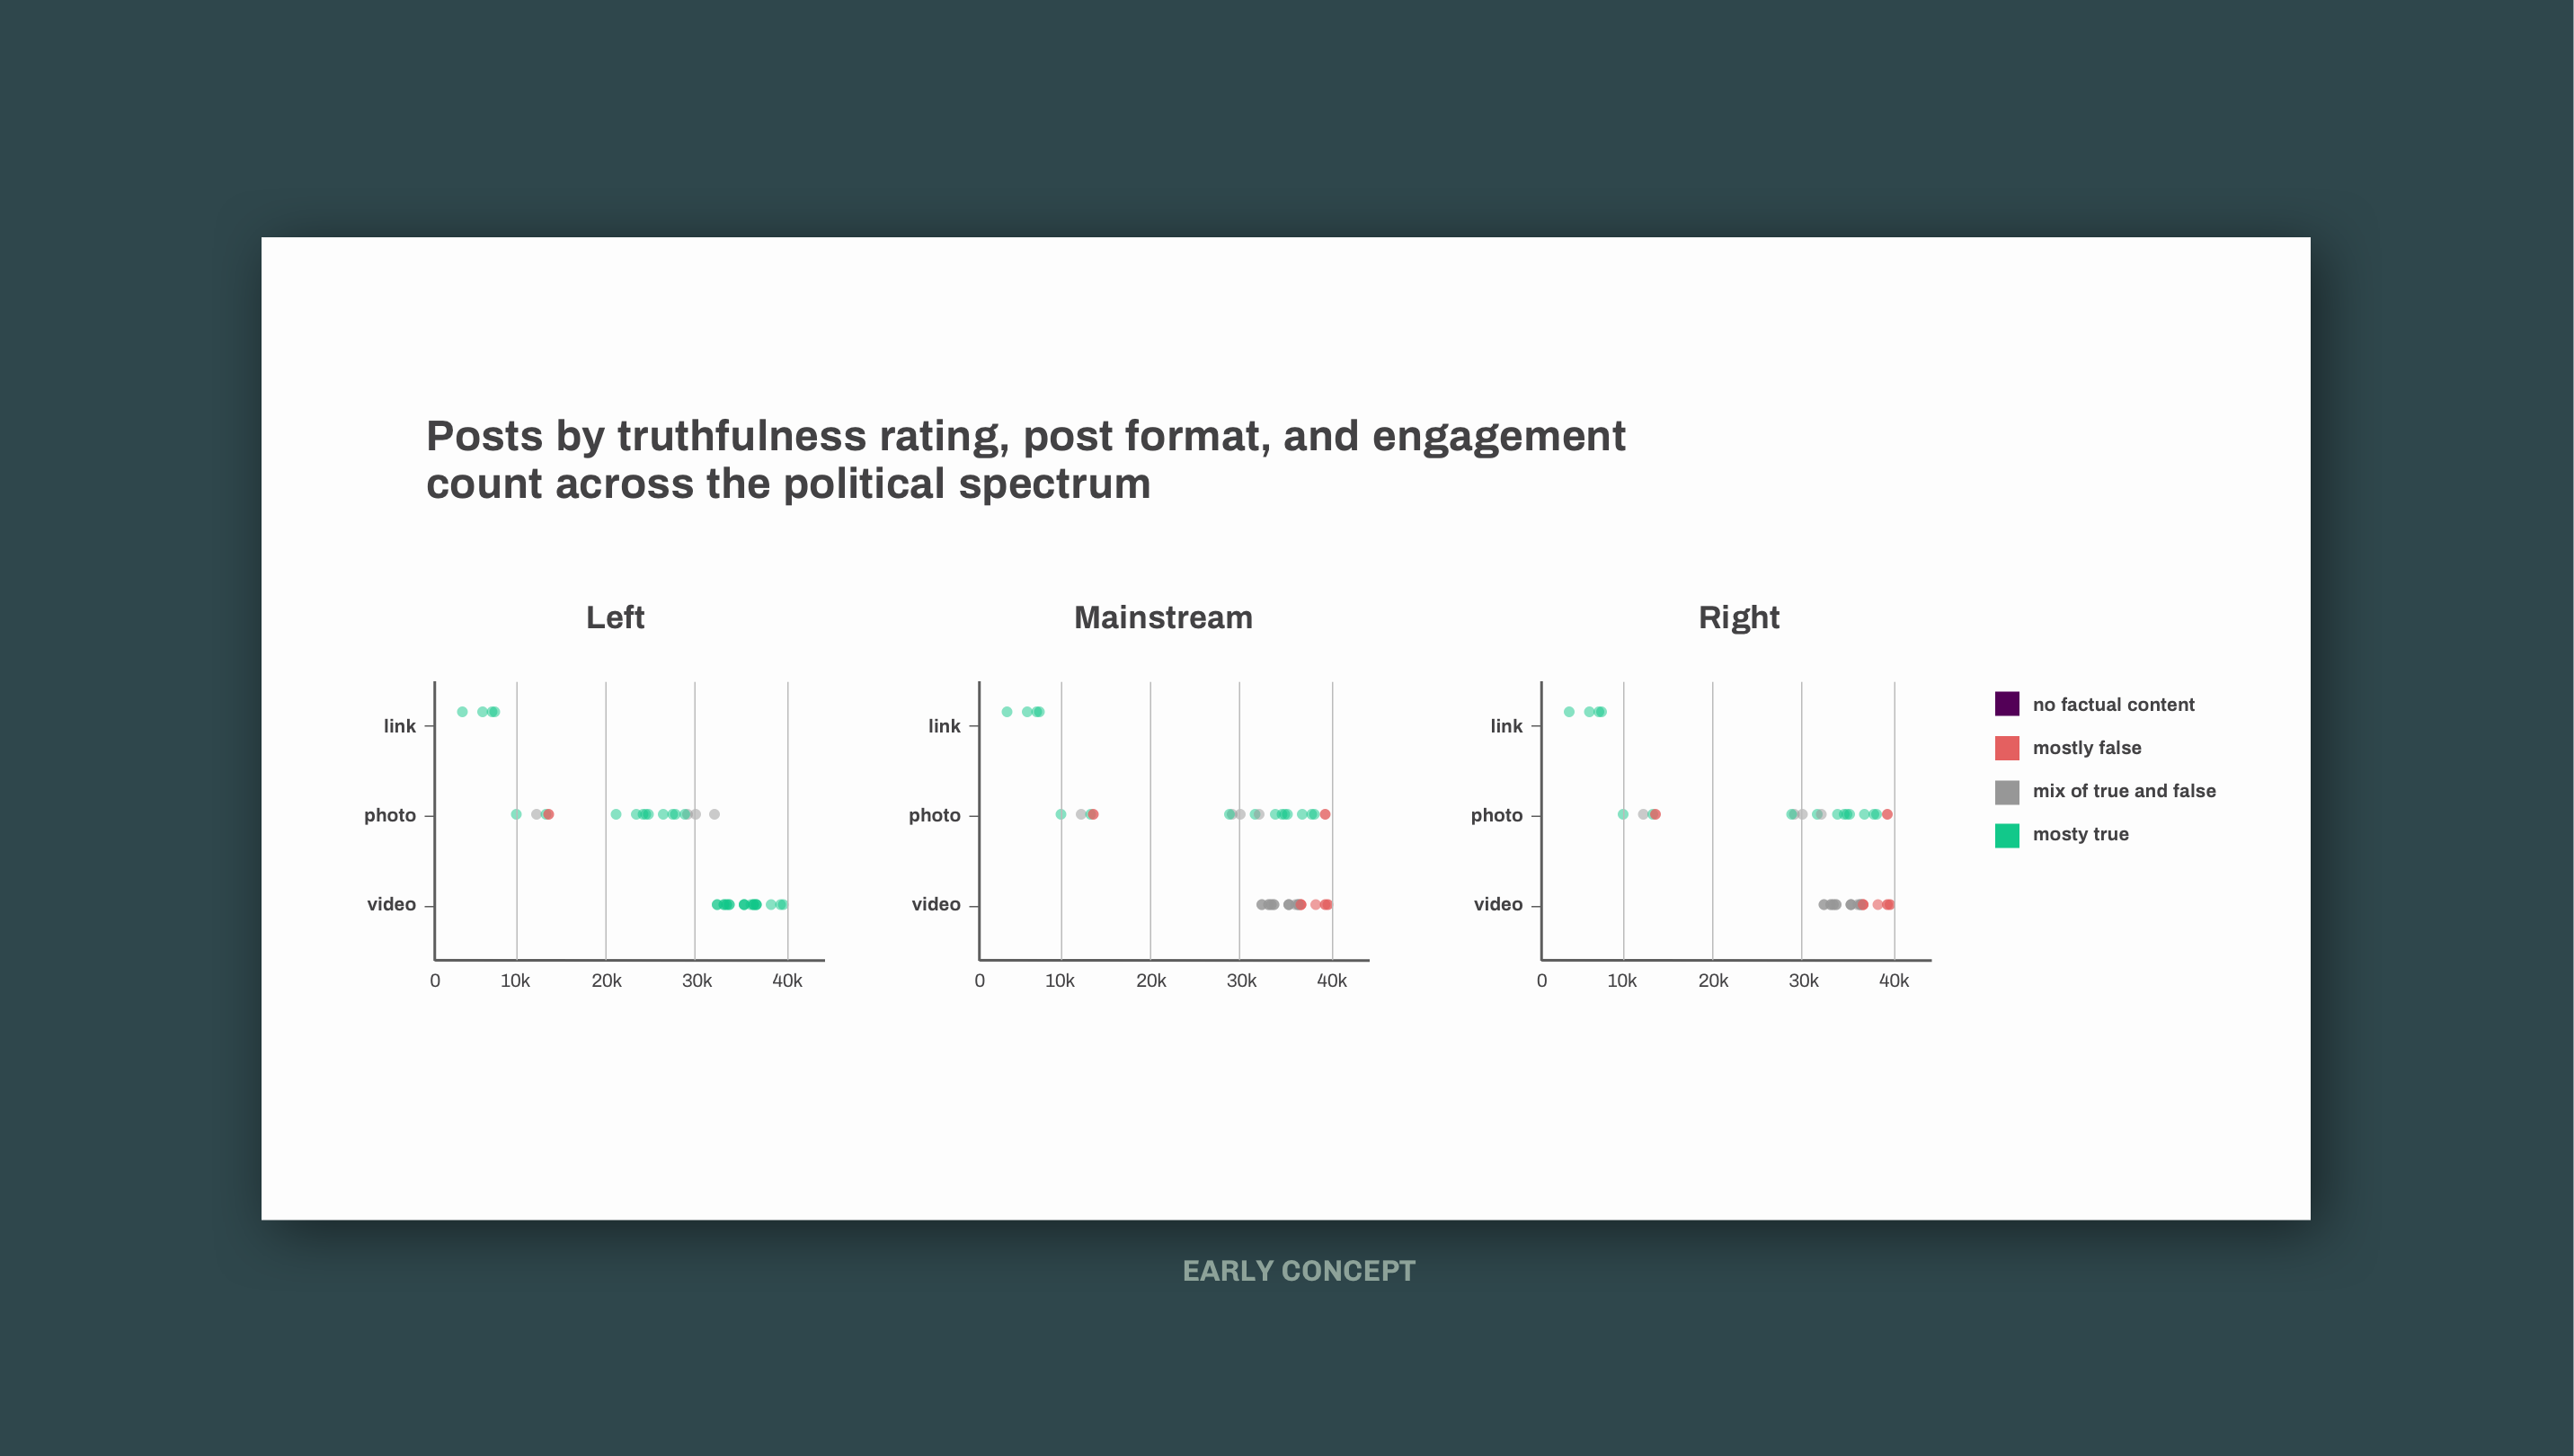 Posts by truthfulness rating, post format, and engagement
count across the political spectrum
Left
link
photo
video
0 10k 20k 30k 40k
Mainstream
link
photo
video
0 10k 20k 30k 40k
Right
link
photo
video
0 10k 20k 30k 40k
no factual content
mostly false
mix of true and false
mosty true
EARLY CONCEPT